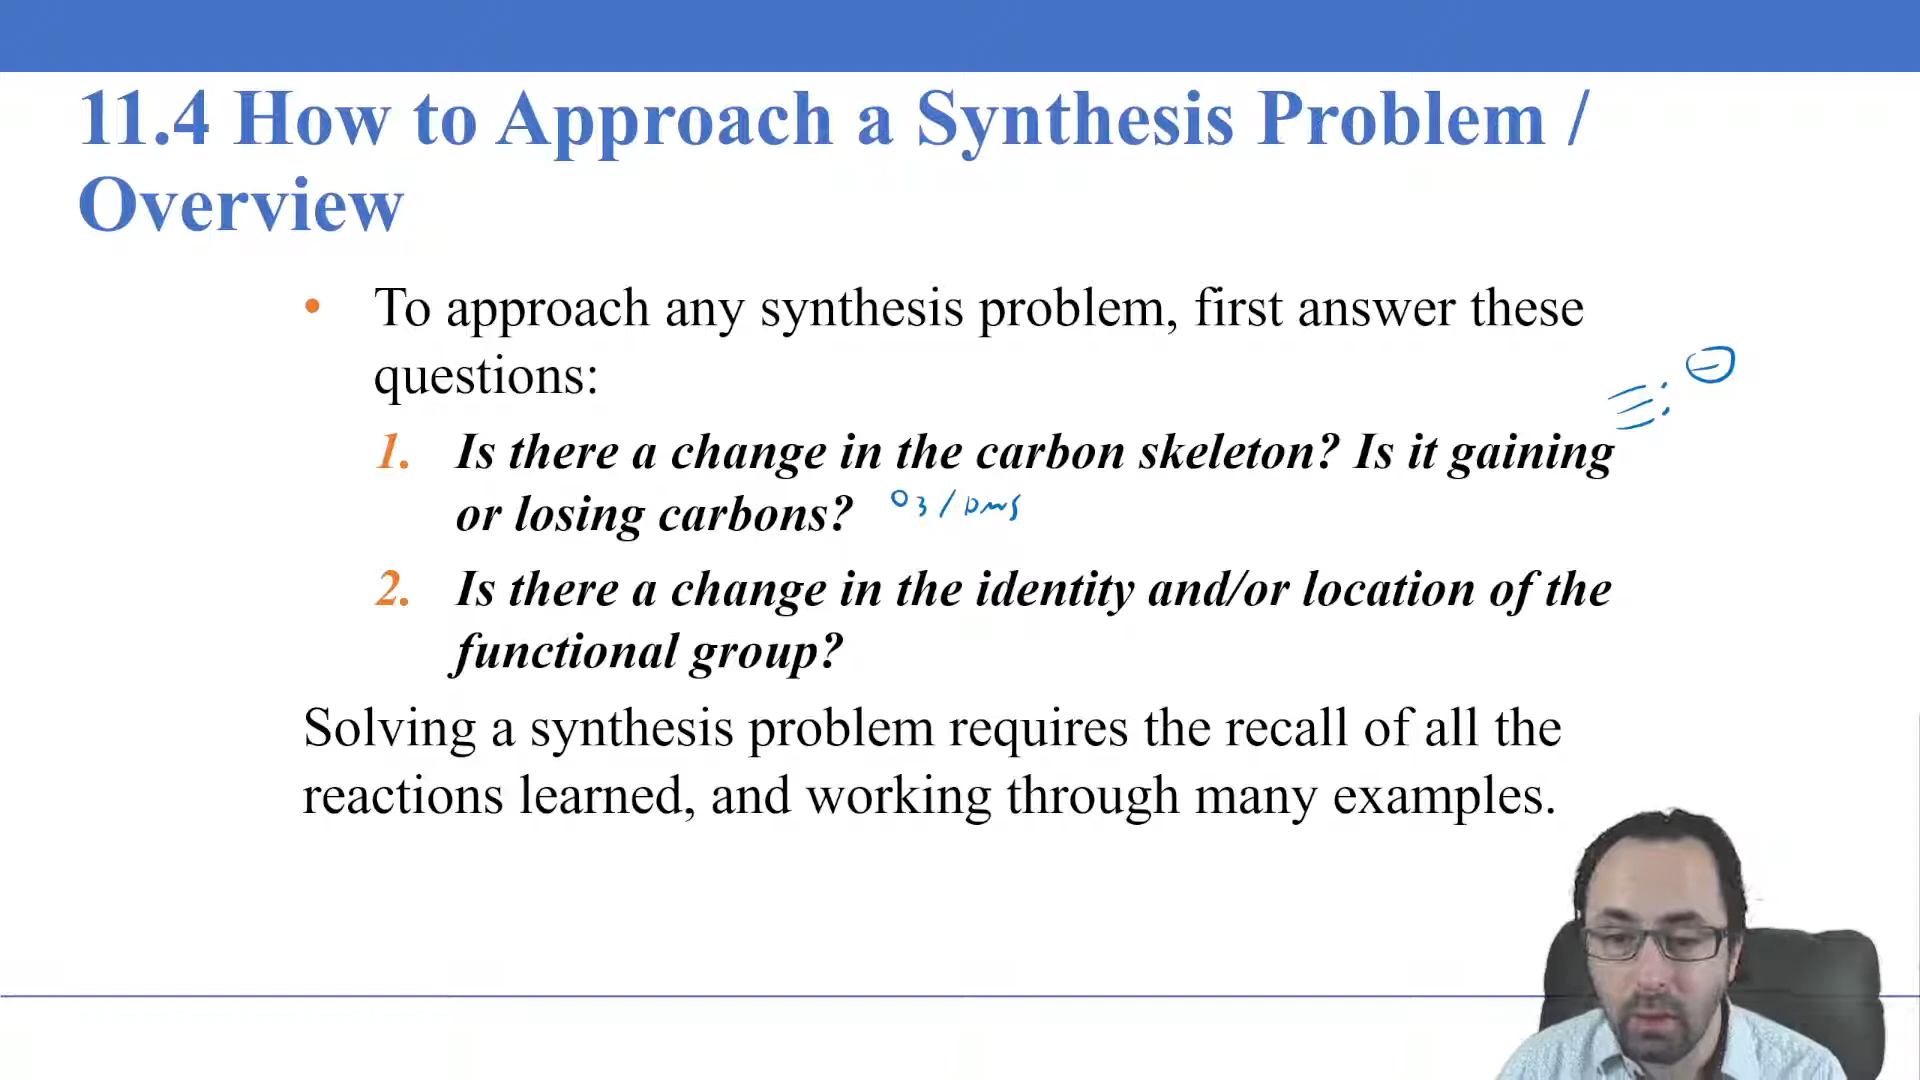 11.4 How to Approach a Synthesis Problem /
Overview
• To approach any synthesis problem, first answer these
questions:
1. Is there a change in the carbon skeleton? Is it gaining
or losing carbons? O3/DMS
2. Is there a change in the identity and/or location of the
functional group?
Solving a synthesis problem requires the recall of all the
reactions learned, and working through many examples.